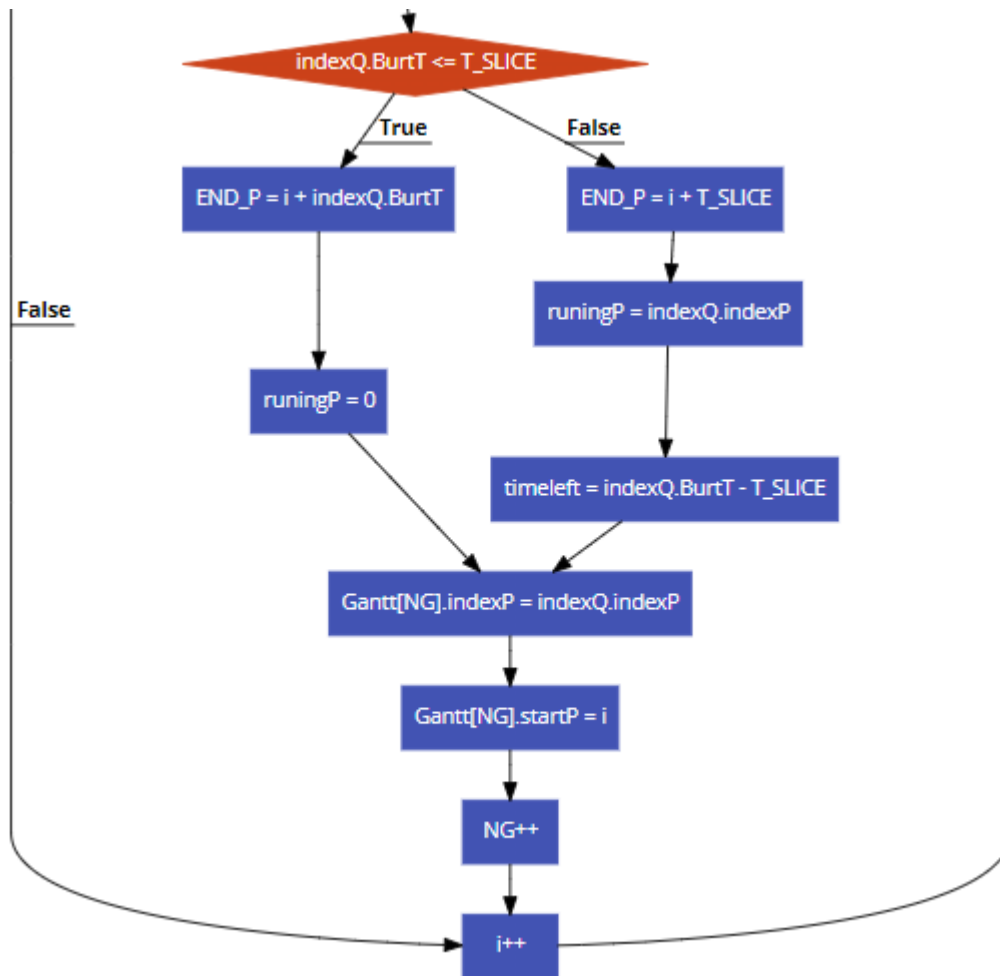 indexQ.BurtT <= T_SLICE
True
False
END_P = i + indexQ.BurtT
END_P = i + T_SLICE
runingP = indexQ.indexP
False
runingP = 0
timeleft = indexQ.BurtT - T_SLICE
Gantt[NG].indexP = indexQ.indexP
Gantt[NG].startP = i
NG++
i++